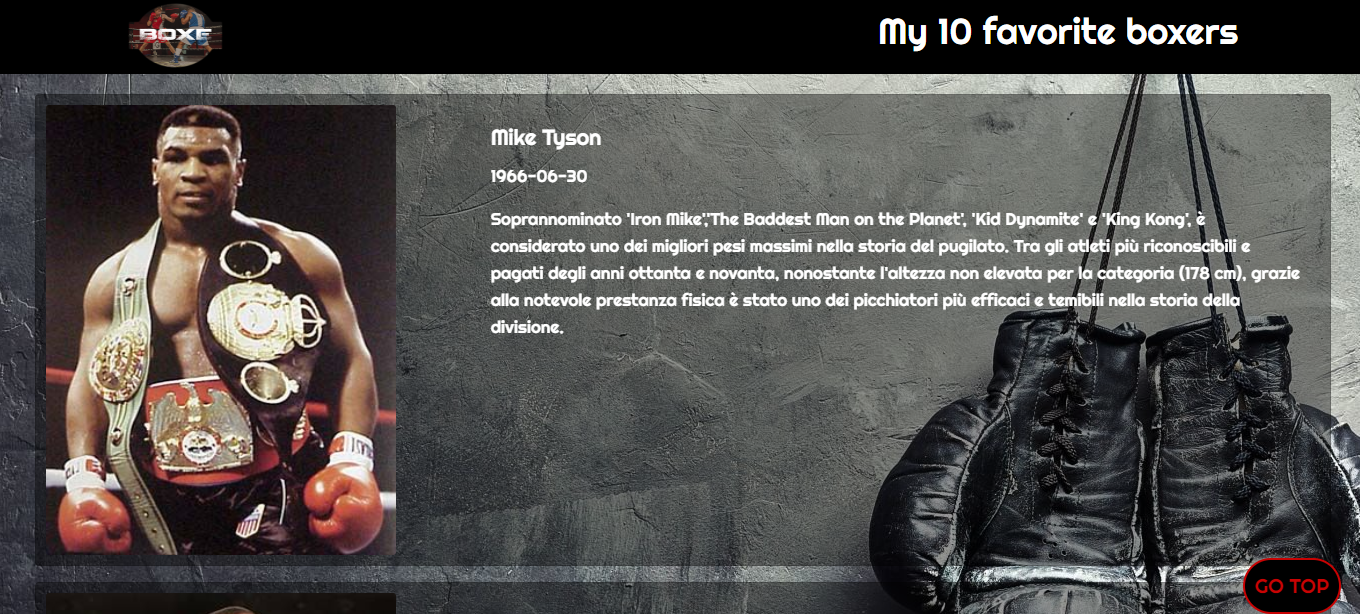 BOXE
My 10 favorite boxers
Mike Tyson
1966-06-30
Soprannominato 'Iron Mike','The Baddest Man on the Planet', 'Kid Dynamite' e 'King Kong', è
considerato uno dei migliori pesi massimi nella storia del pugilato. Tra gli atleti più riconoscibili e
pagati degli anni ottanta e novanta, nonostante l'altezza non elevata per la categoria (178 cm), grazie
alla notevole prestanza fisica è stato uno dei picchiatori più efficaci e temibili nella storia della
divisione.
GO TOP